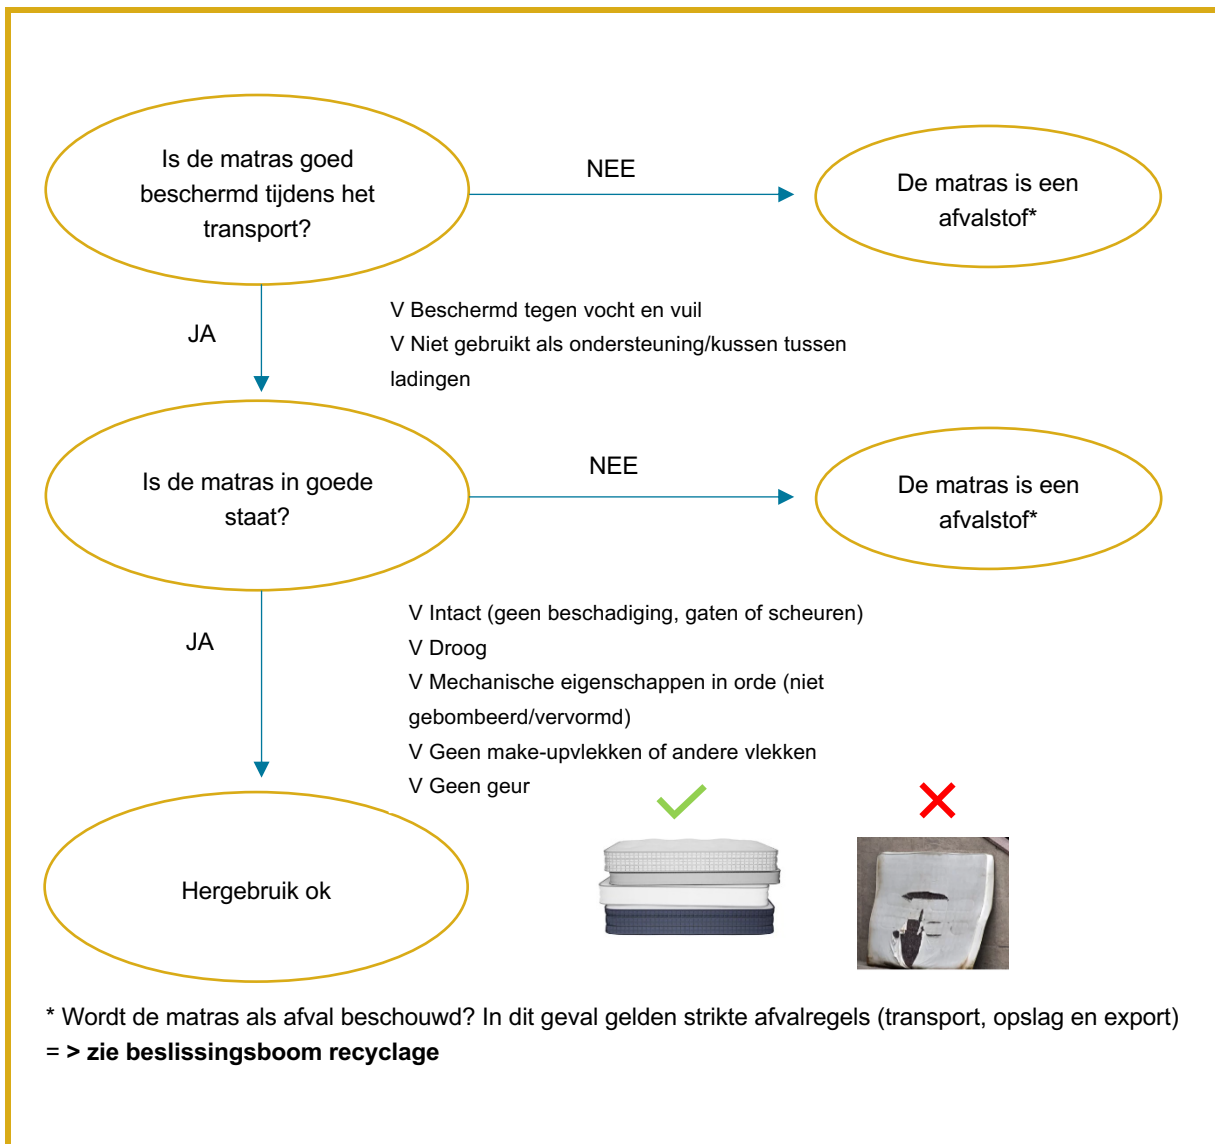 Is de matras goed
beschermd tijdens het
transport?
NEE
De matras is een
afvalstof*
JA
V Beschermd tegen vocht en vuil
V Niet gebruikt als ondersteuning/kussen tussen
ladingen
Is de matras in goede
staat?
NEE
De matras is een
afvalstof*
JA
V Intact (geen beschadiging, gaten of scheuren)
V Droog
V Mechanische eigenschappen in orde (niet
gebombeerd/vervormd)
V Geen make-upvlekken of andere vlekken
V Geen geur
Hergebruik ok
* Wordt de matras als afval beschouwd? In dit geval gelden strikte afvalregels (transport, opslag en export)
= > zie beslissingsboom recyclage